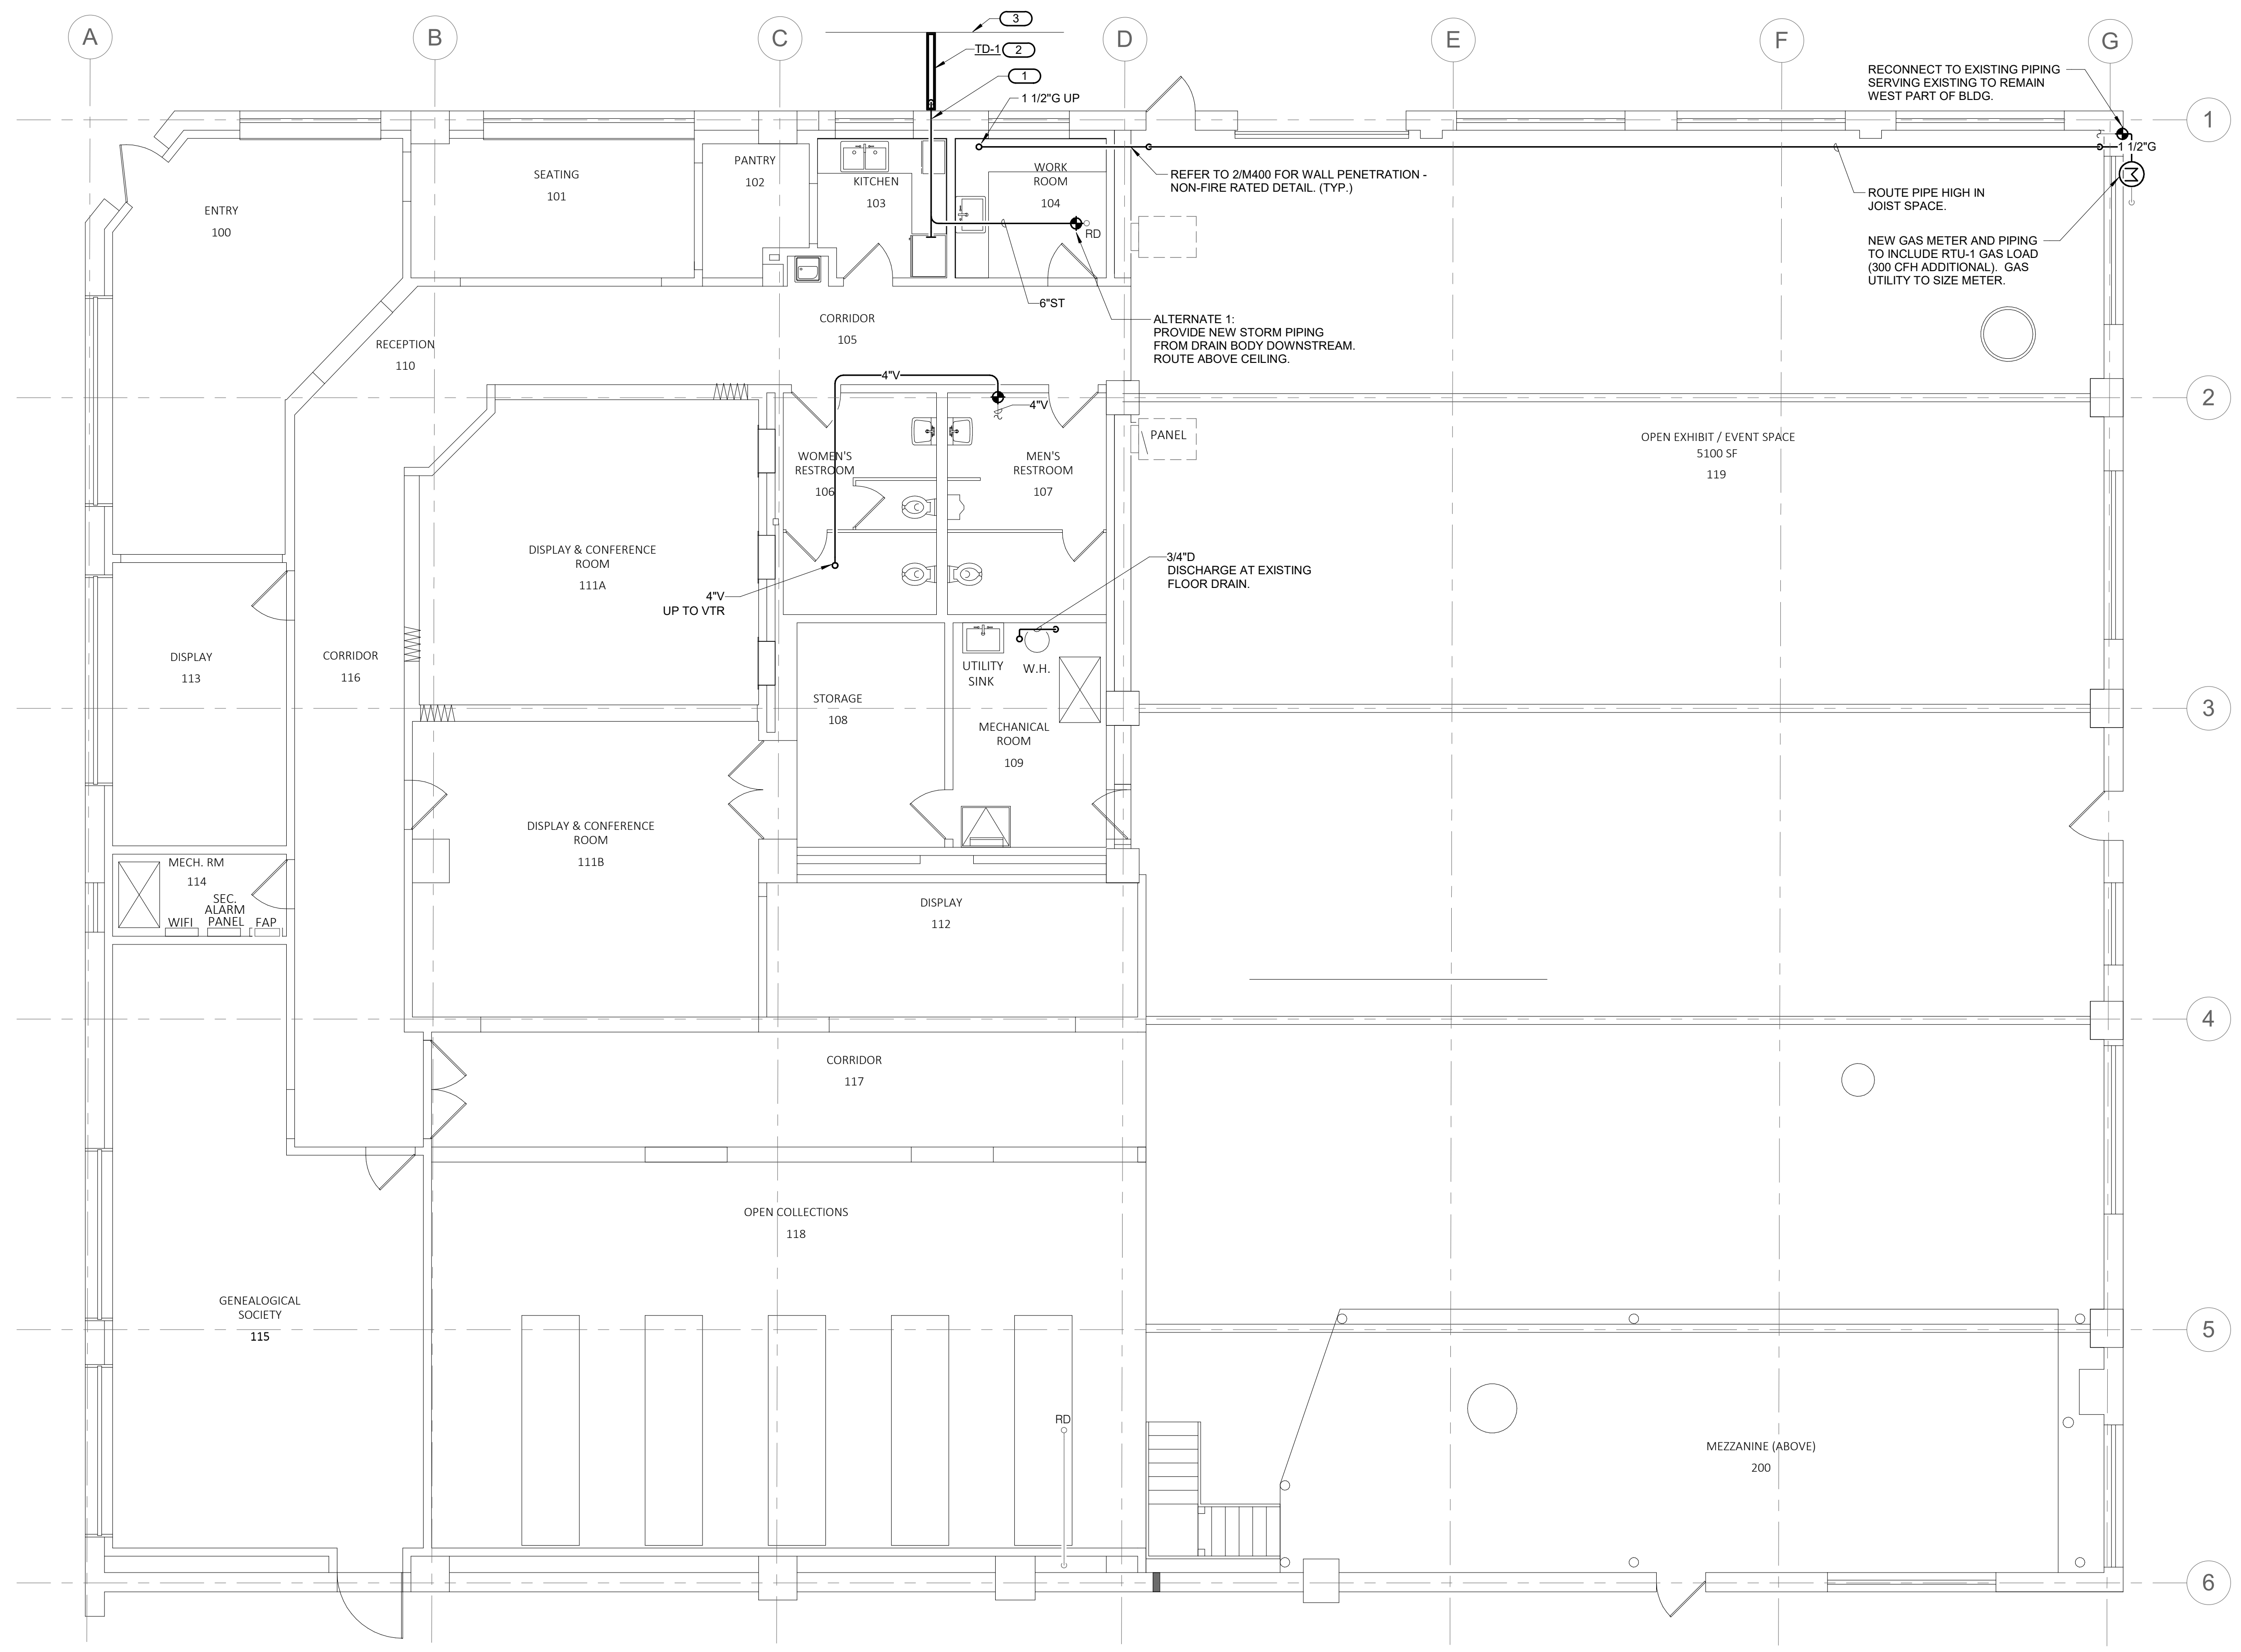 A
B
C
D
E
F
G
3
TD-1 2
1
1 1/2"G UP
RECONNECT TO EXISTING PIPING
SERVING EXISTING TO REMAIN
WEST PART OF BLDG.
1
1 1/2"G
REFER TO 2/M400 FOR WALL PENETRATION -
NON-FIRE RATED DETAIL. (TYP.)
ROUTE PIPE HIGH IN
JOIST SPACE.
NEW GAS METER AND PIPING
TO INCLUDE RTU-1 GAS LOAD
(300 CFH ADDITIONAL).  GAS
UTILITY TO SIZE METER.
M
ENTRY
100
SEATING
101
PANTRY
102
KITCHEN
103
WORK
ROOM
104
RD
6"ST
ALTERNATE 1:
PROVIDE NEW STORM PIPING
FROM DRAIN BODY DOWNSTREAM.
ROUTE ABOVE CEILING.
CORRIDOR
105
RECEPTION
110
4"V
4"V
2
PANEL
OPEN EXHIBIT / EVENT SPACE
5100 SF
119
WOMEN'S
RESTROOM
106
MEN'S
RESTROOM
107
DISPLAY & CONFERENCE
ROOM
111A
4"V
UP TO VTR
3/4"D
DISCHARGE AT EXISTING
FLOOR DRAIN.
DISPLAY
113
CORRIDOR
116
UTILITY
SINK
W.H.
STORAGE
108
MECHANICAL
ROOM
109
3
DISPLAY & CONFERENCE
ROOM
111B
MECH. RM
114
SEC.
ALARM
PANEL
WIFI
FAP
DISPLAY
112
4
CORRIDOR
117
OPEN COLLECTIONS
118
GENEALOGICAL
SOCIETY
115
5
RD
MEZZANINE (ABOVE)
200
6